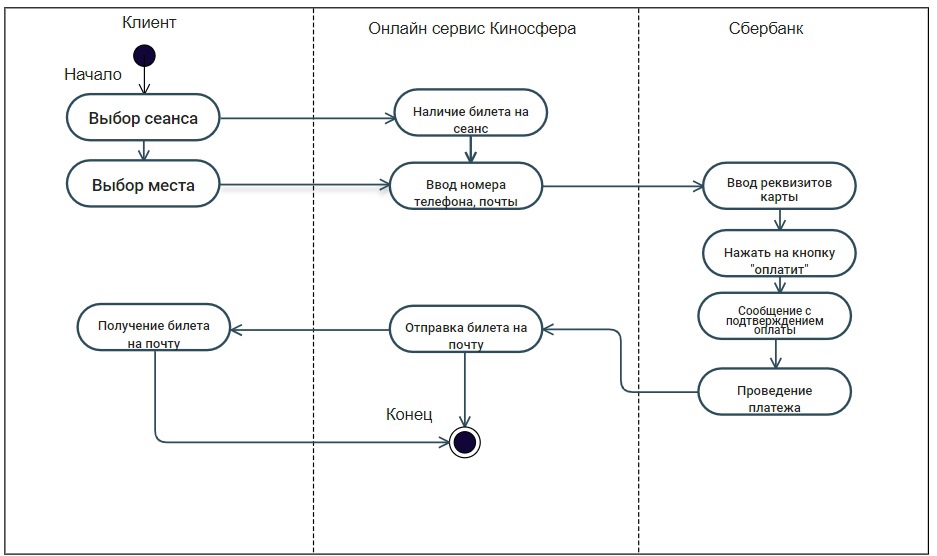 Клиент
Онлайн сервис Киносфера
Сбербанк
Начало
Выбор сеанса
Наличие билета на
сеанс
Выбор места
Ввод номера
телефона, почты
Ввод реквизитов
карты
Нажать на кнопку
"оплатит"
Сообщение с
подтверждением
оплаты
Получение билета
на почту
Отправка билета на
почту
Проведение
платежа
Конец